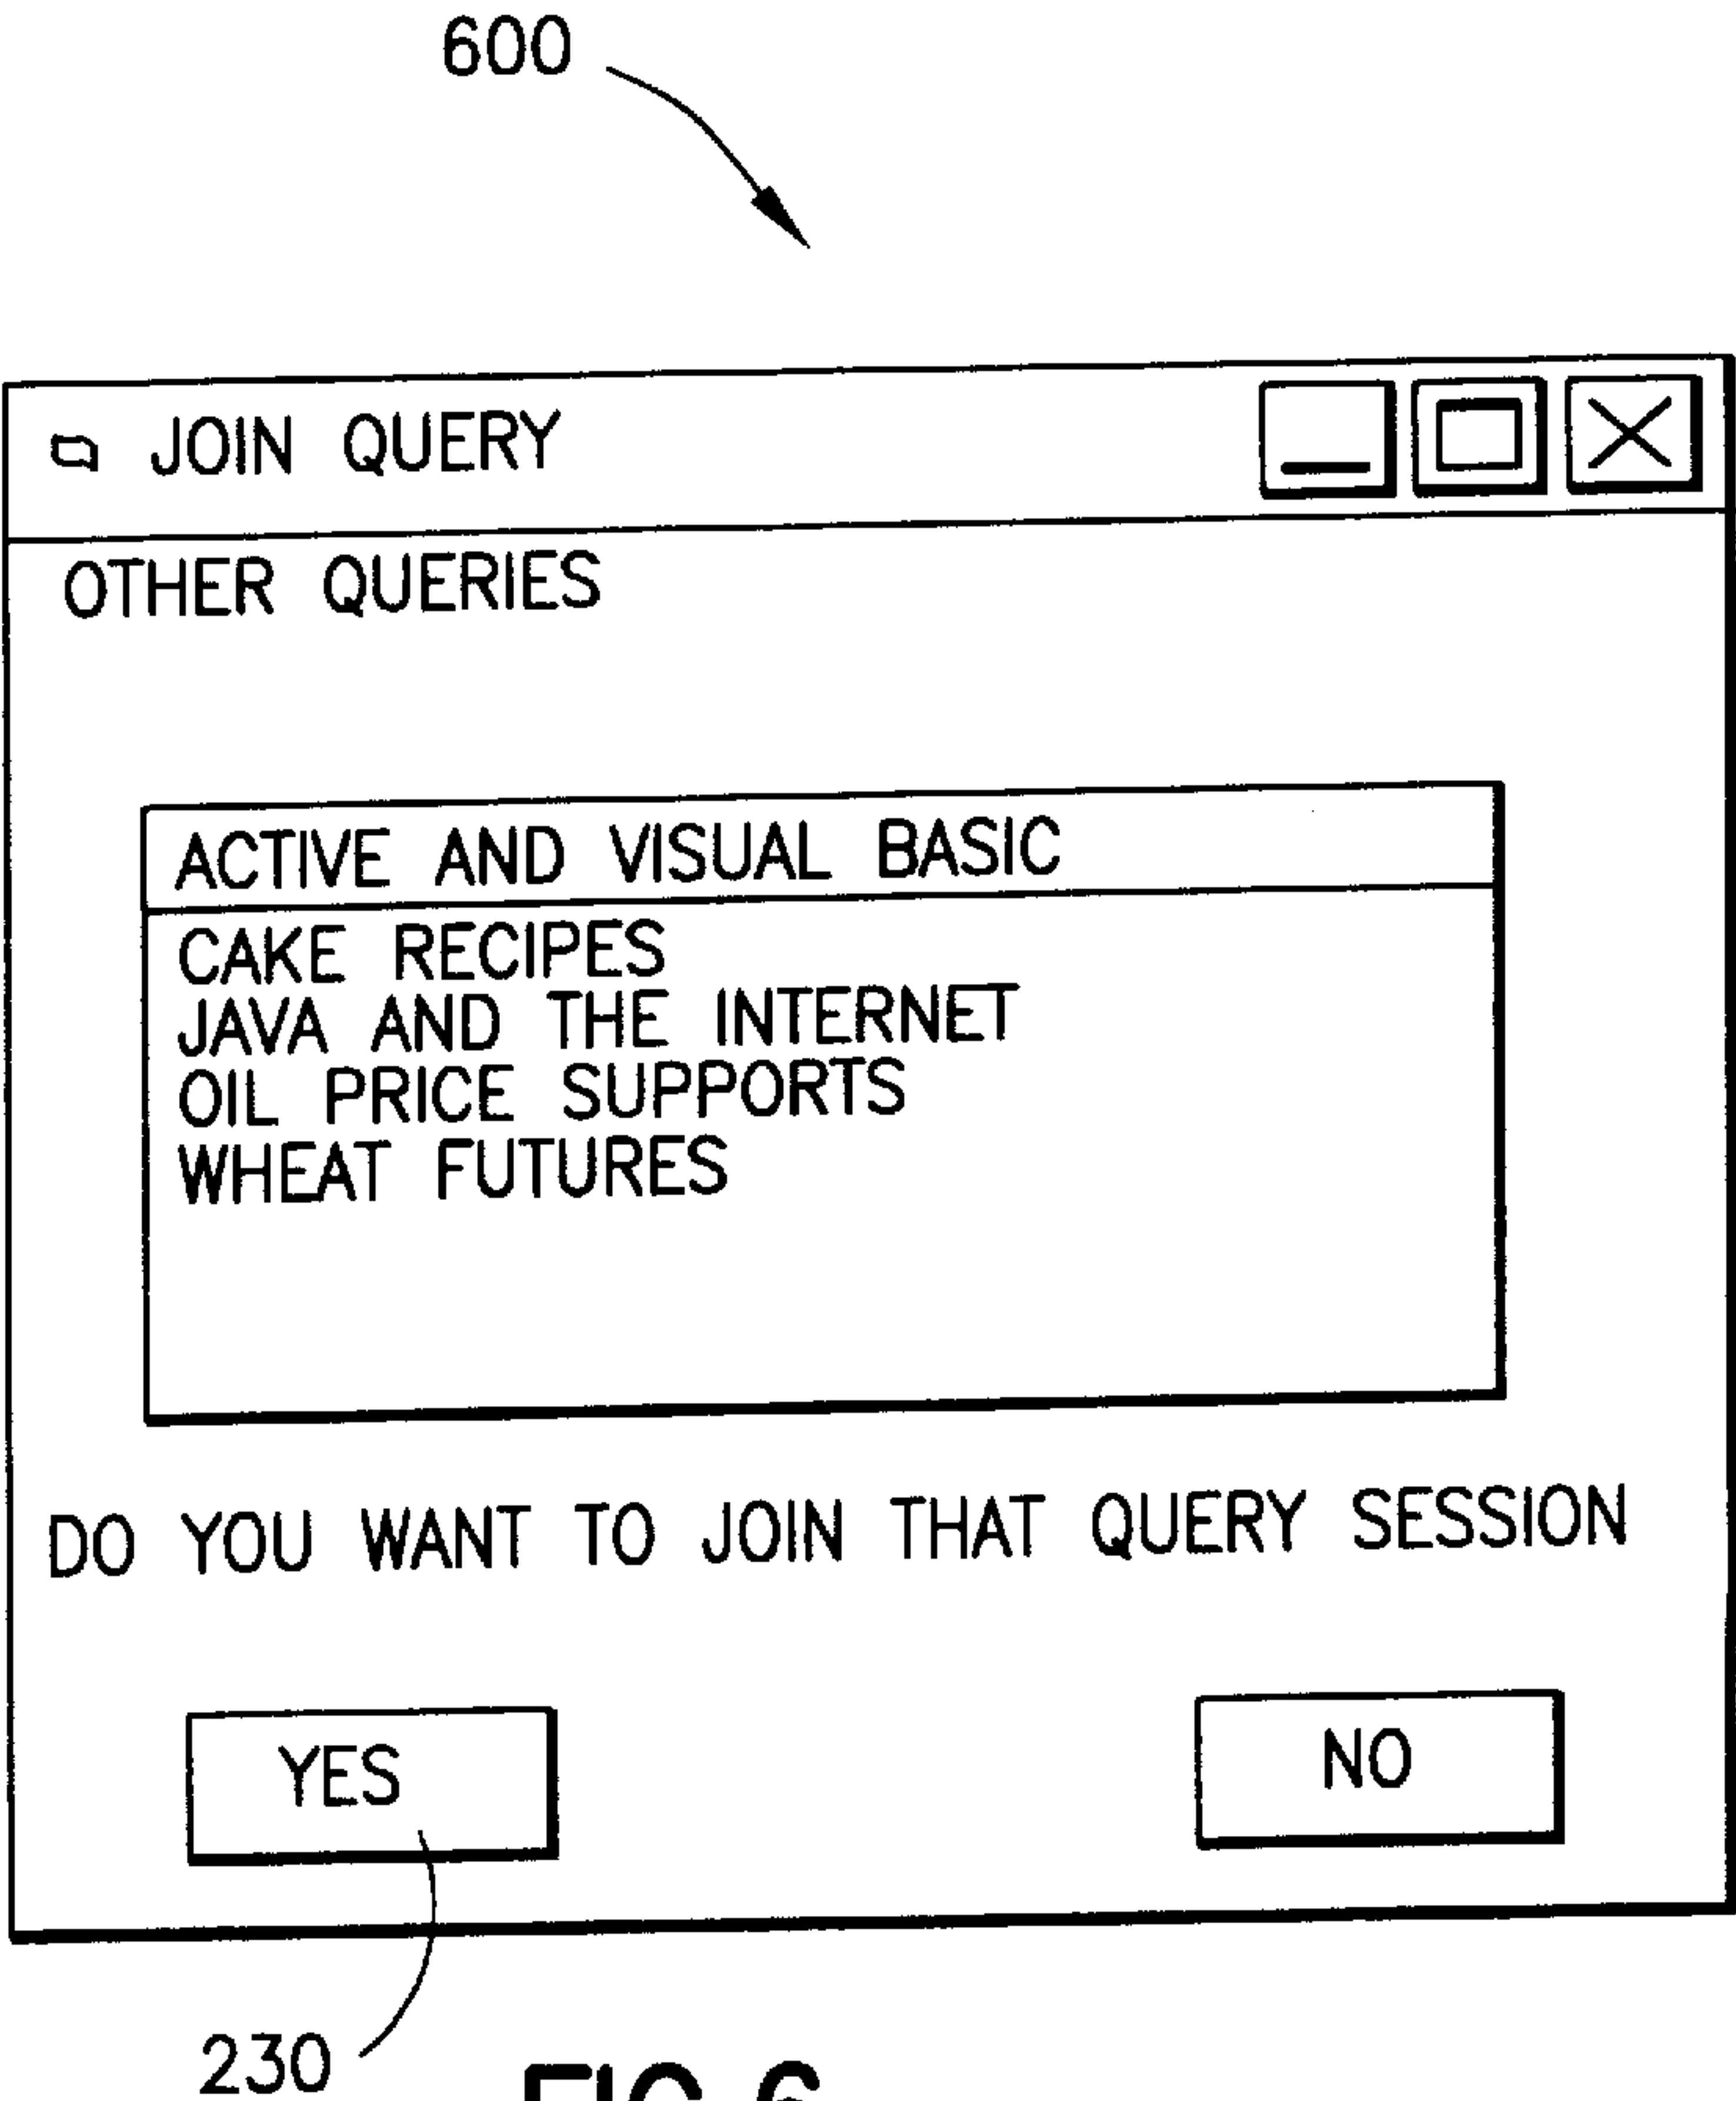 600
JOIN QUERY
OTHER QUERIES
ACTIVE AND VISUAL BASIC
CAKE RECIPES
JAVA AND THE INTERNET
OIL PRICE SUPPORTS
WHEAT FUTURES
DO YOU WANT TO JOIN THAT QUERY SESSION
YES NO
230